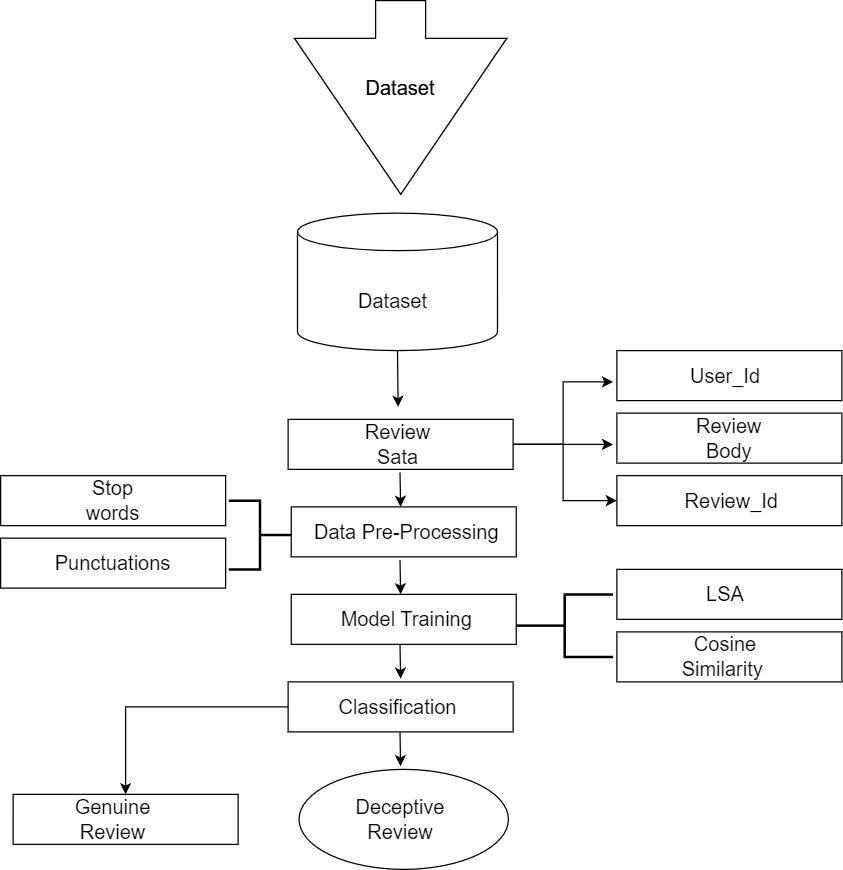 Dataset
Dataset
Review
Sata
User_Id
Review
Body
Review_Id
Stop
words
Punctuations
Data Pre-Processing
Model Training
LSA
Cosine
Similarity
Classification
Genuine
Review
Deceptive
Review